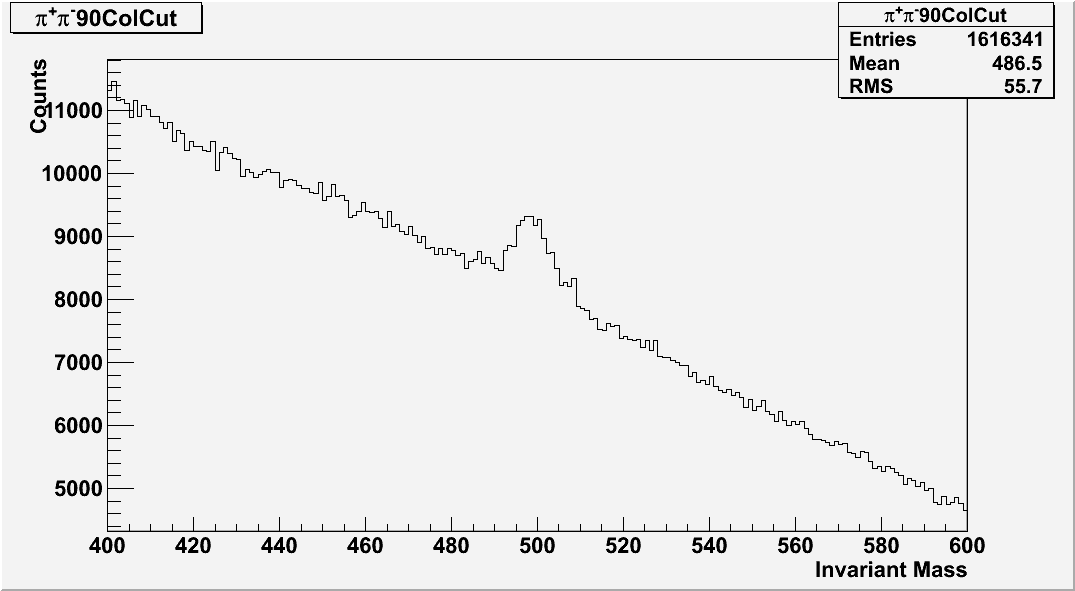 π⁺π⁻90ColCut
π⁺π⁻90ColCut
Entries 1616341
Mean 486.5
RMS 55.7
Counts
11000
10000
9000
8000
7000
6000
5000
400 420 440 460 480 500 520 540 560 580 600
Invariant Mass